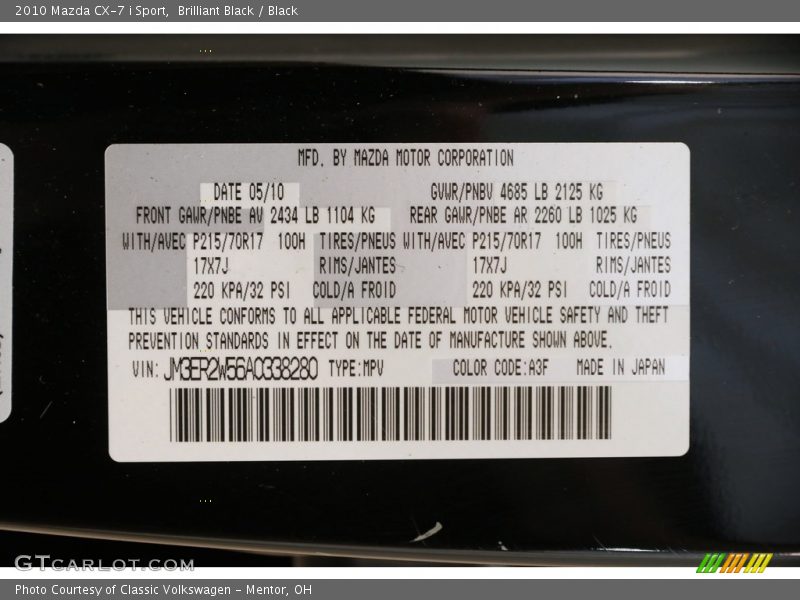 2010 Mazda CX-7 i Sport, Brilliant Black / Black
MFD. BY MAZDA MOTOR CORPORATION
DATE 05/10 GVWR/PNBV 4685 LB 2125 KG
FRONT GAWR/PNBE AV 2434 LB 1104 KG REAR GAWR/PNBE AR 2260 LB 1025 KG
WITH/AVEC P215/70R17 100H TIRES/PNEUS WITH/AVEC P215/70R17 100H TIRES/PNEUS
17X7J RIMS/JANTES 17X7J RIMS/JANTES
220 KPA/32 PSI COLD/A FROID 220 KPA/32 PSI COLD/A FROID
THIS VEHICLE CONFORMS TO ALL APPLICABLE FEDERAL MOTOR VEHICLE SAFETY AND THEFT
PREVENTION STANDARDS IN EFFECT ON THE DATE OF MANUFACTURE SHOWN ABOVE.
VIN: JM3ER2W56A0338280 TYPE:MPV COLOR CODE:A3F MADE IN JAPAN
GTCARLOT.COM
Photo Courtesy of Classic Volkswagen - Mentor, OH